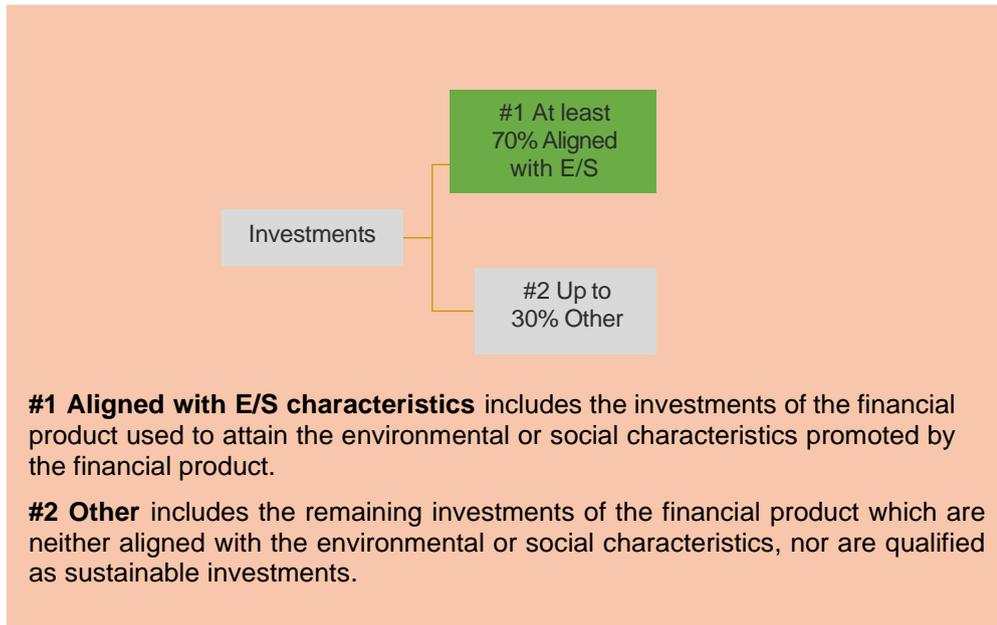 #1 At least
70% Aligned
with E/S
Investments
#2 Up to
30% Other
#1 Aligned with E/S characteristics includes the investments of the financial
product used to attain the environmental or social characteristics promoted by
the financial product.
#2 Other includes the remaining investments of the financial product which are
neither aligned with the environmental or social characteristics, nor are qualified
as sustainable investments.